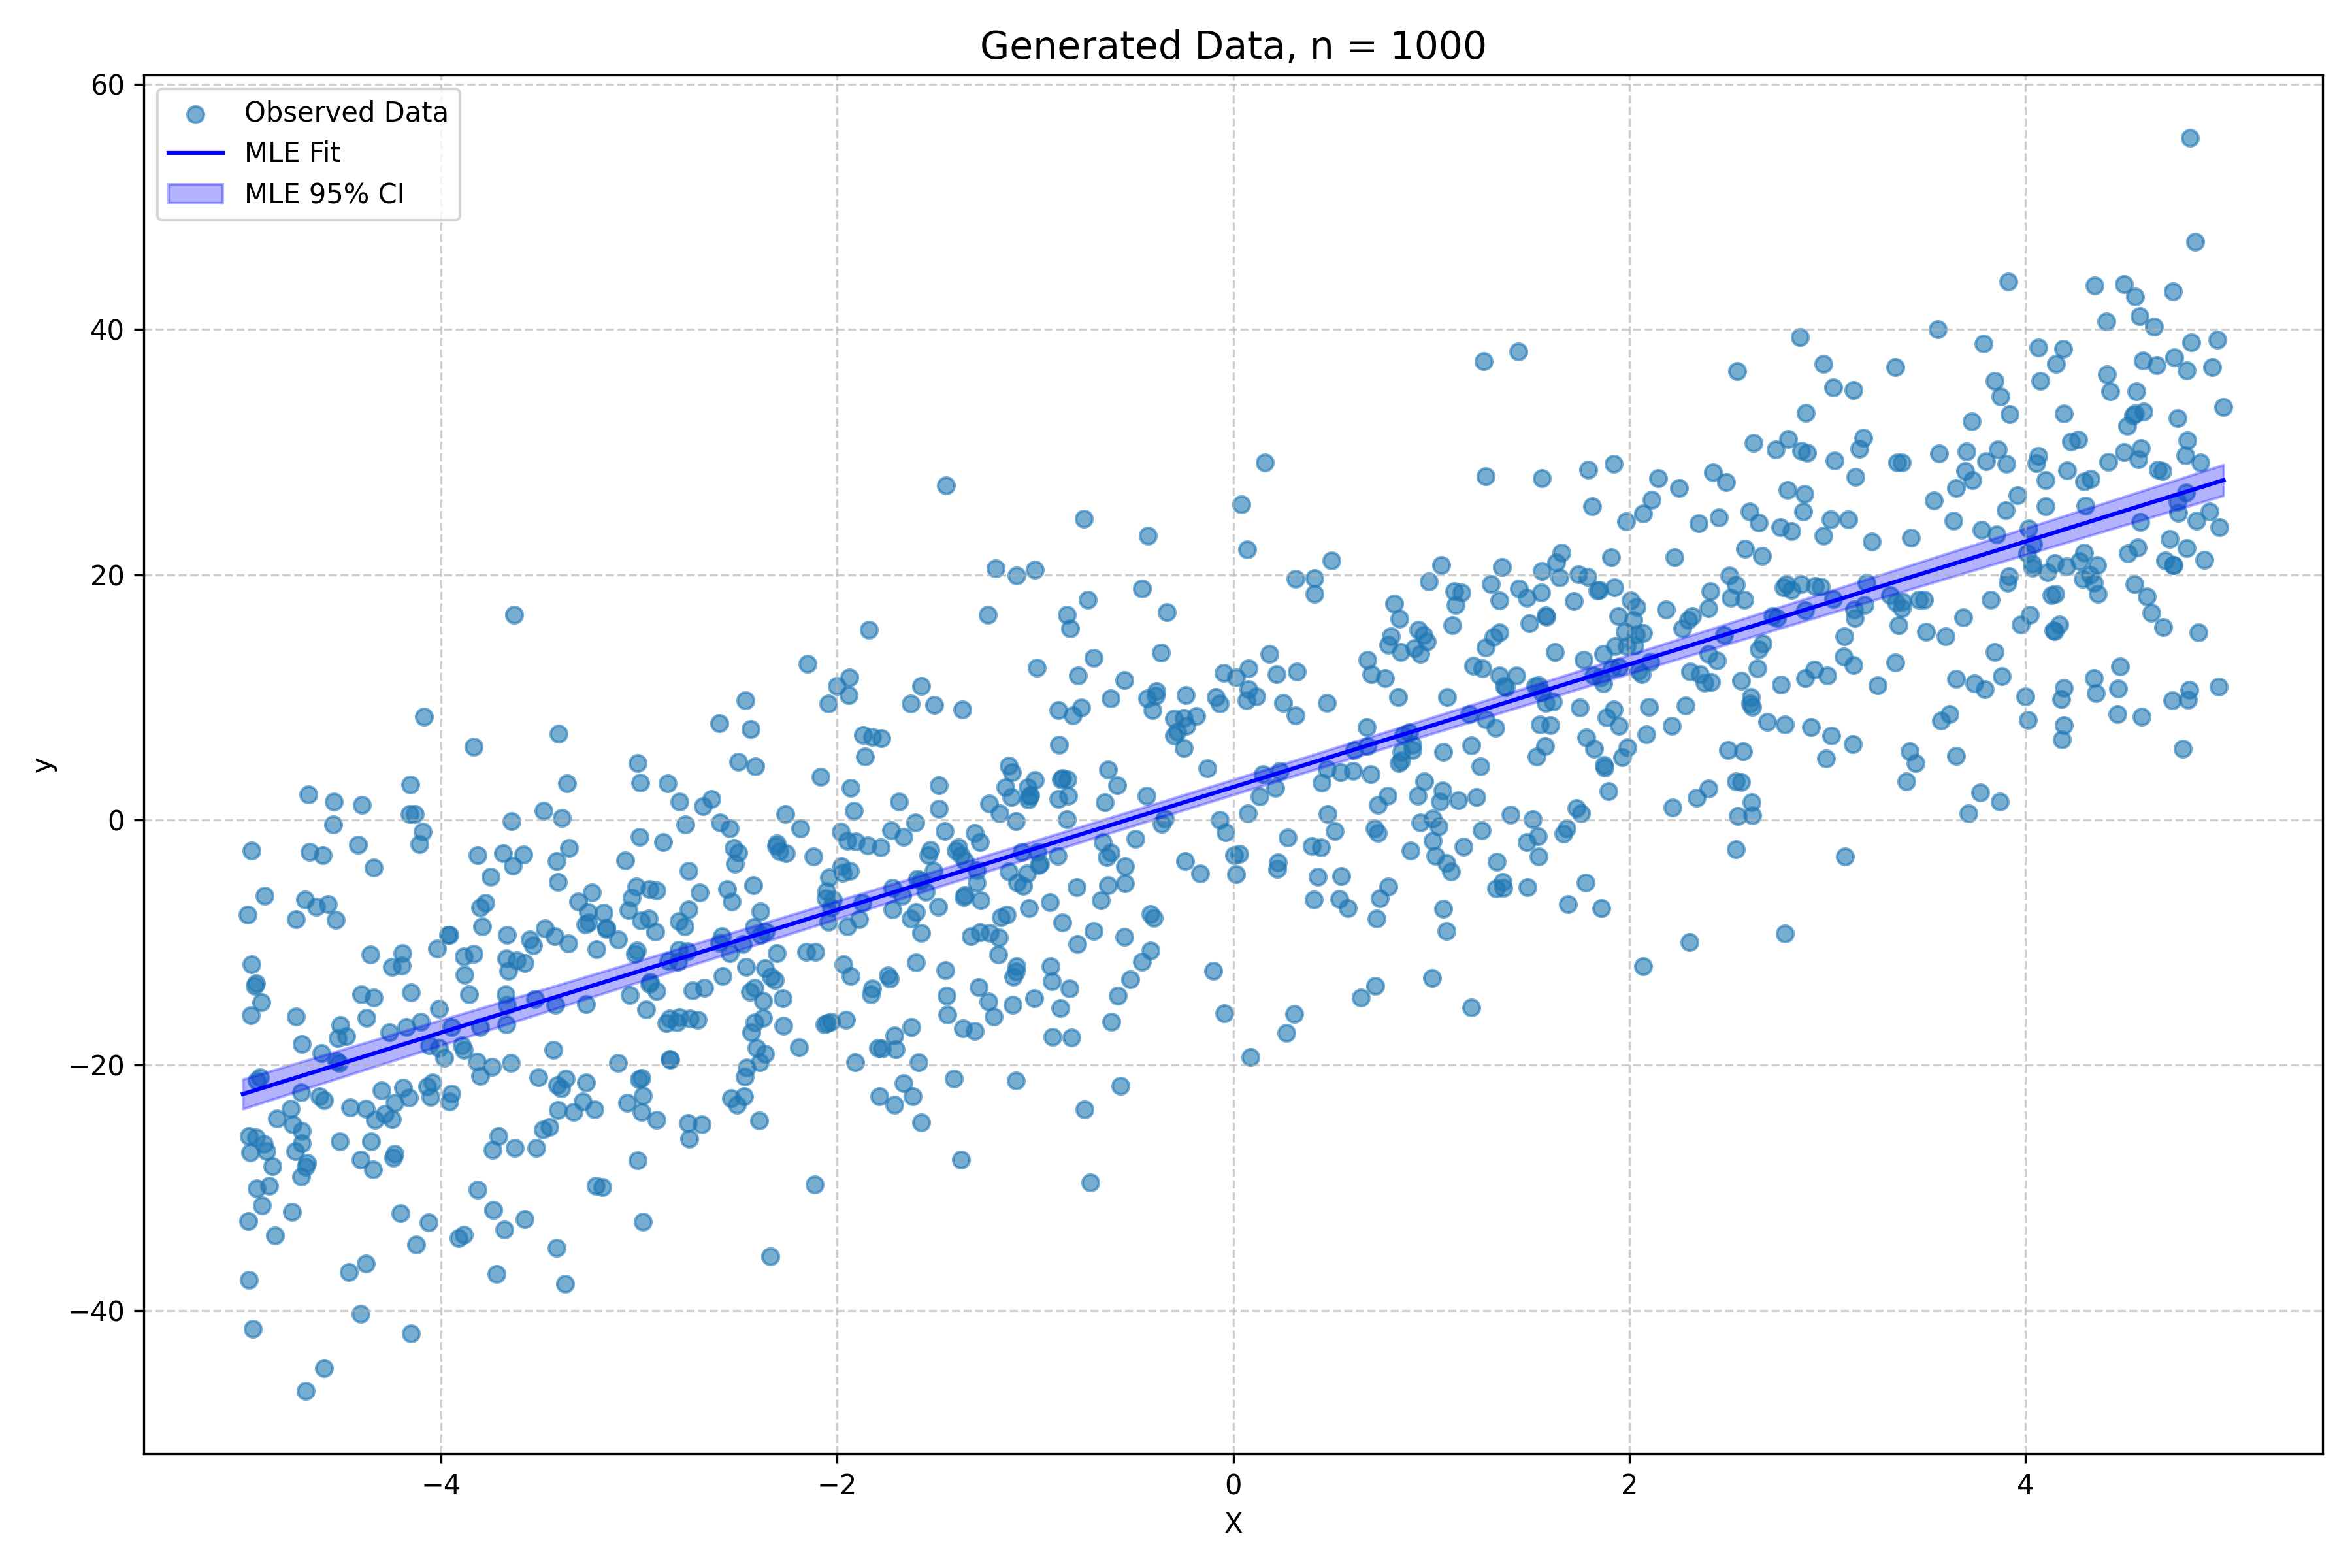 Generated Data, n = 1000
Observed Data
MLE Fit
MLE 95% CI
60
40
20
0
−20
−40
y
−4
−2
0
2
4
X